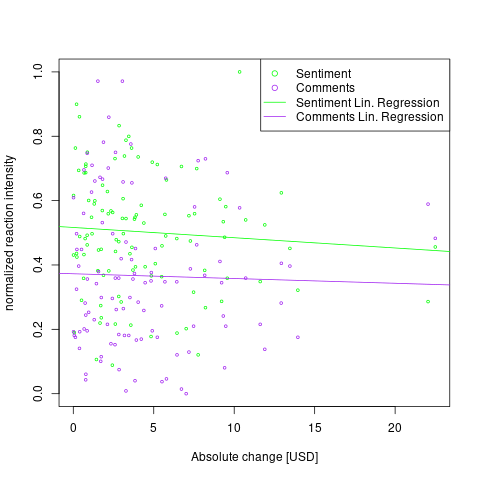 Sentiment
Comments
Sentiment Lin. Regression
Comments Lin. Regression
normalized reaction intensity
1.0
0.8
0.6
0.4
0.2
0.0
0 5 10 15 20
Absolute change [USD]